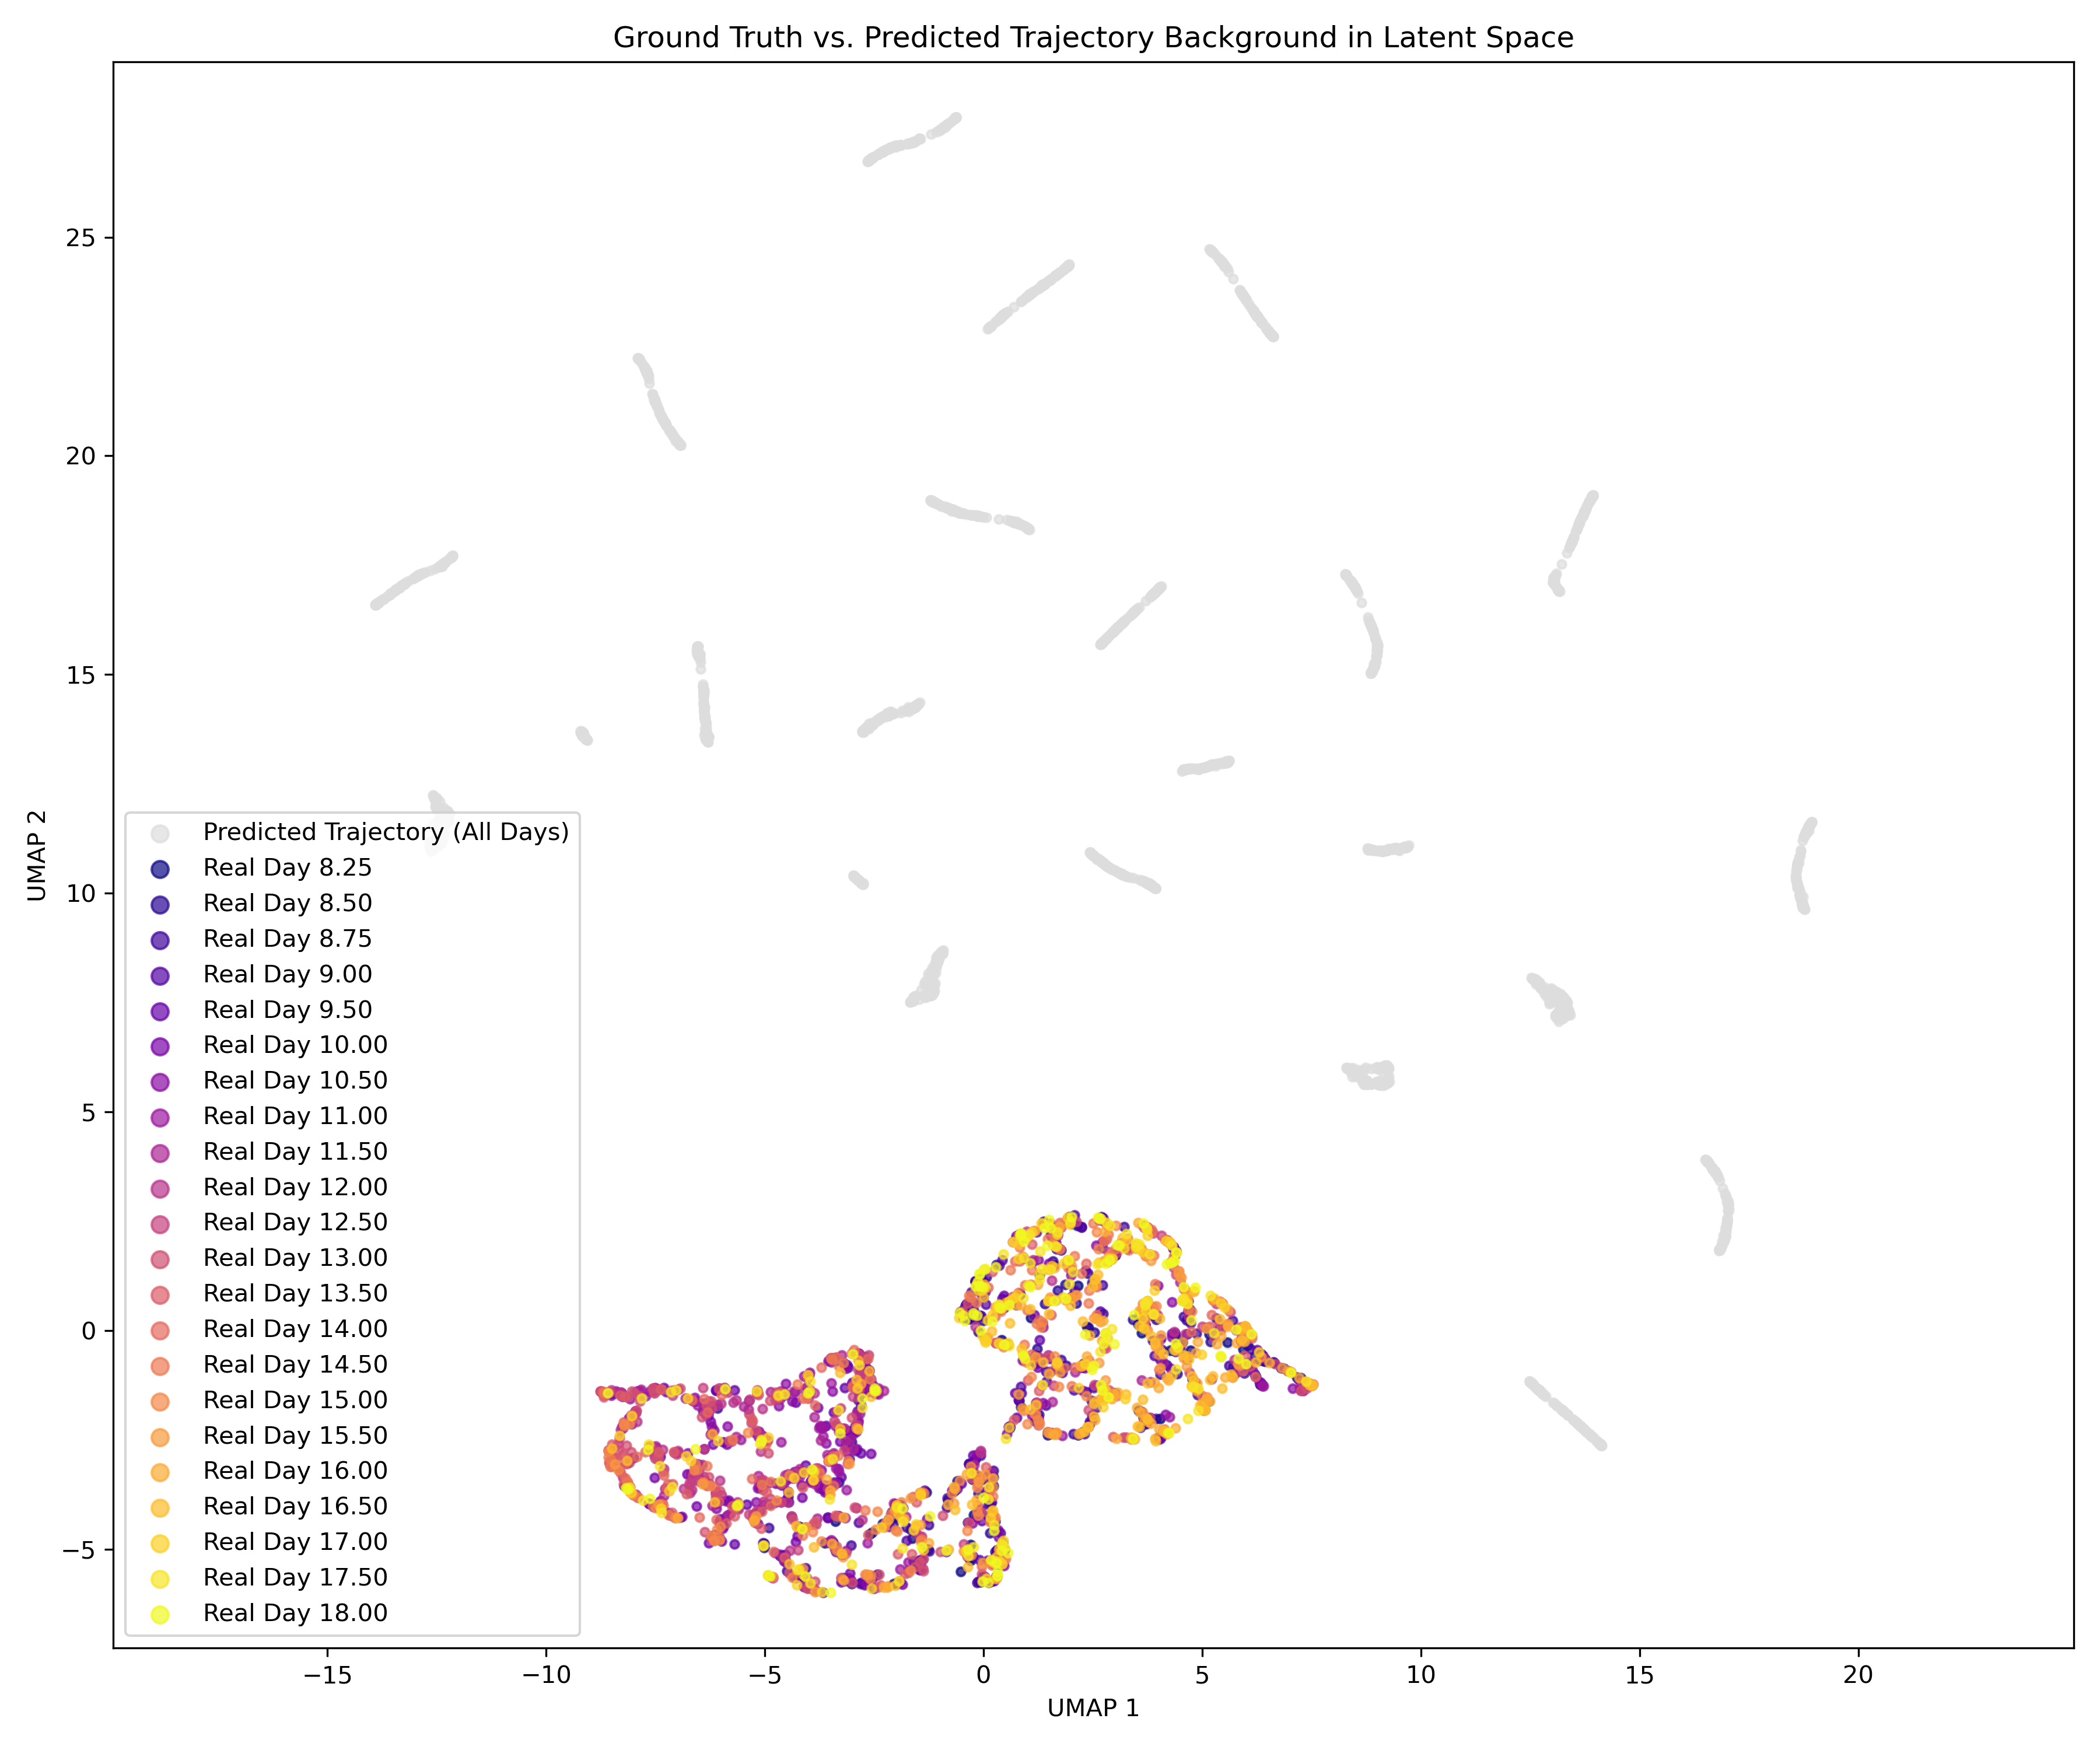 Ground Truth vs. Predicted Trajectory Background in Latent Space
25
20
15
10
5
0
−5
UMAP 2
Predicted Trajectory (All Days)
Real Day 8.25
Real Day 8.50
Real Day 8.75
Real Day 9.00
Real Day 9.50
Real Day 10.00
Real Day 10.50
Real Day 11.00
Real Day 11.50
Real Day 12.00
Real Day 12.50
Real Day 13.00
Real Day 13.50
Real Day 14.00
Real Day 14.50
Real Day 15.00
Real Day 15.50
Real Day 16.00
Real Day 16.50
Real Day 17.00
Real Day 17.50
Real Day 18.00
−15 −10 −5 0 5 10 15 20
UMAP 1